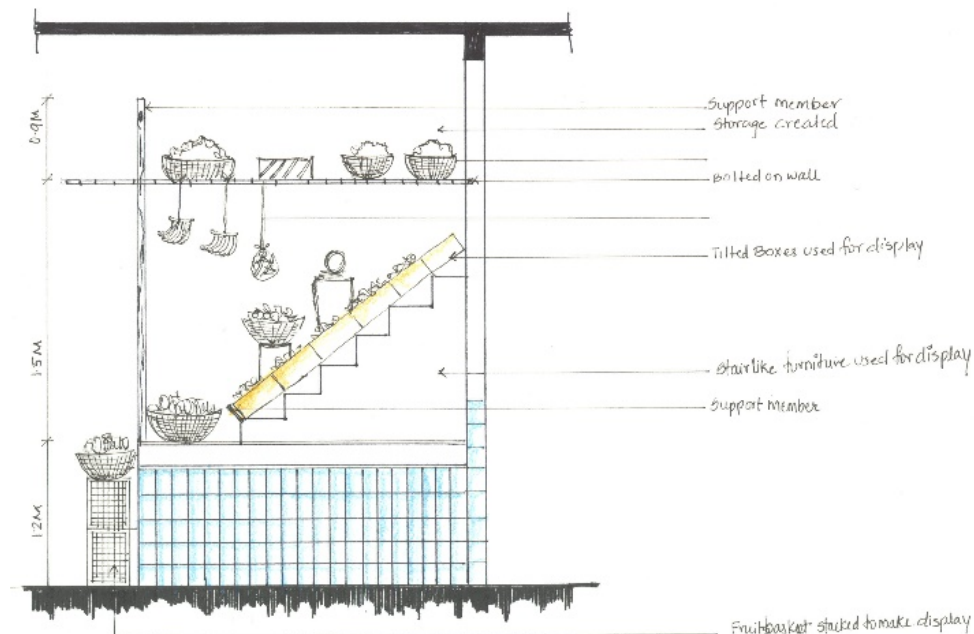 0.9M
1.5M
1.2M
Support member
Storage created
Bolted on wall
Tilted Boxes used for display
Stairlike furniture used for display
Support member
Fruitbasket stacked to make display